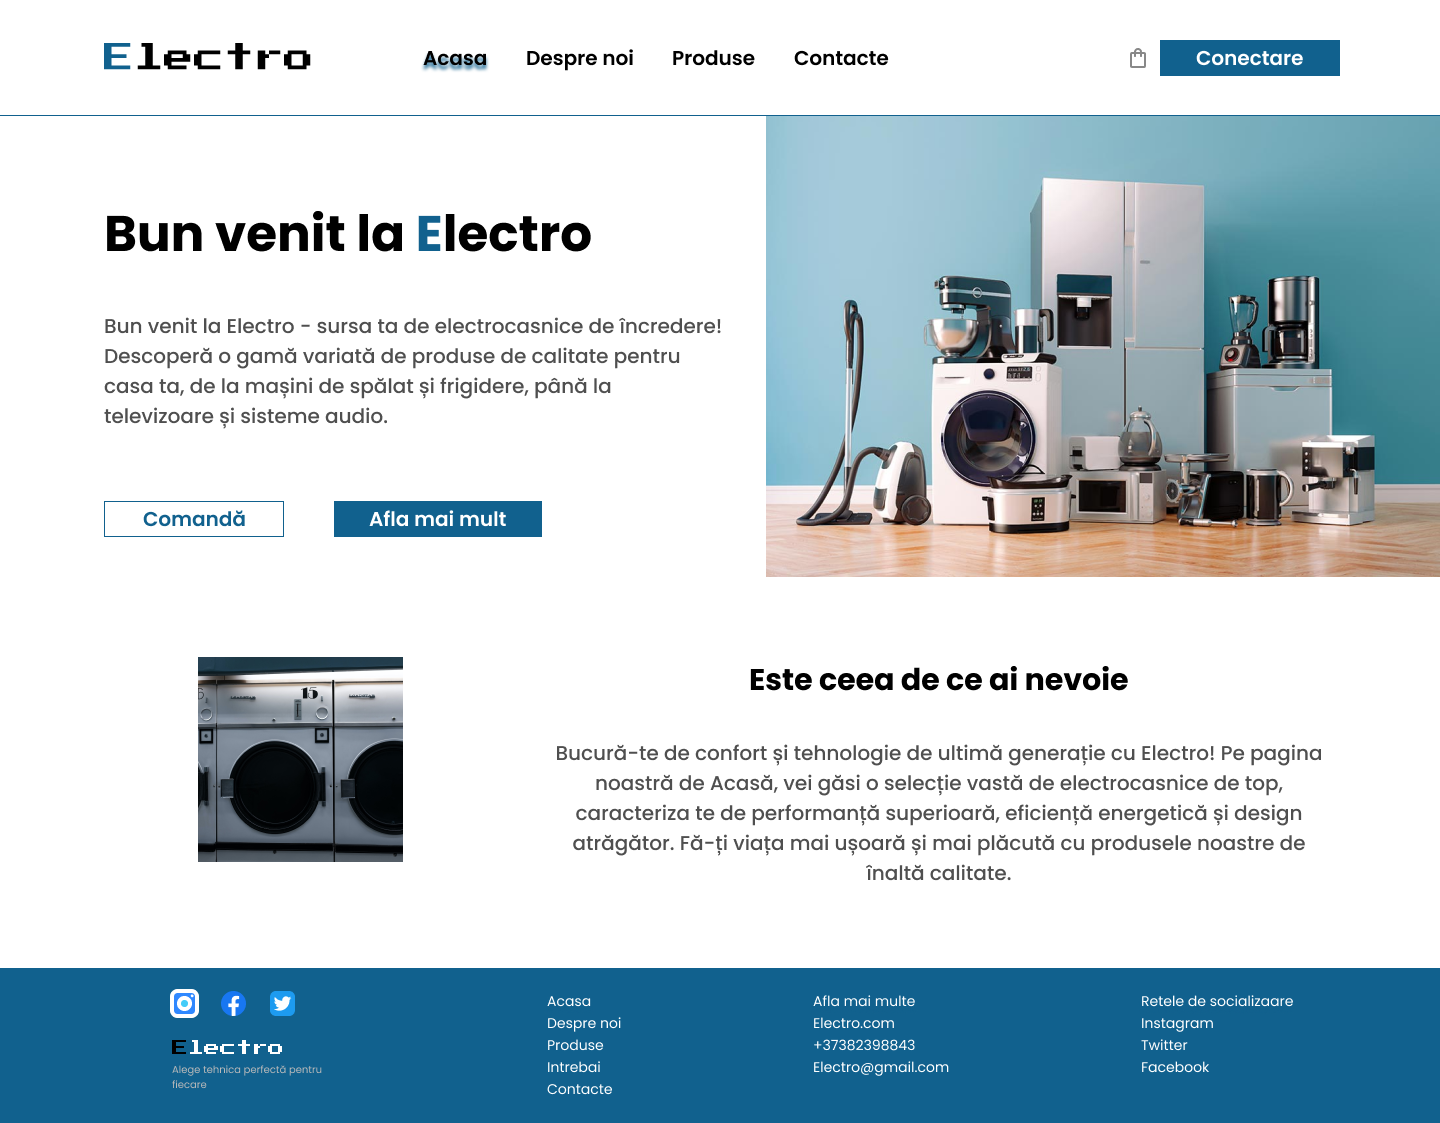 Electro
Acasa
Despre noi
Produse
Contacte
Conectare
Bun venit la Electro
Bun venit la Electro - sursa ta de electrocasnice de încredere!
Descoperă o gamă variată de produse de calitate pentru
casa ta, de la mașini de spălat și frigidere, până la
televizoare și sisteme audio.
Comandă
Afla mai mult
15
Este ceea de ce ai nevoie
Bucură-te de confort și tehnologie de ultimă generație cu Electro! Pe pagina
noastră de Acasă, vei găsi o selecție vastă de electrocasnice de top,
caracteriza te de performanță superioară, eficiență energetică și design
atrăgător. Fă-ți viața mai ușoară și mai plăcută cu produsele noastre de
înaltă calitate.
Electro
Alege tehnica perfectă pentru
fiecare
Acasa
Despre noi
Produse
Intrebai
Contacte
Afla mai multe
Electro.com
+37382398843
Electro@gmail.com
Retele de socializaare
Instagram
Twitter
Facebook